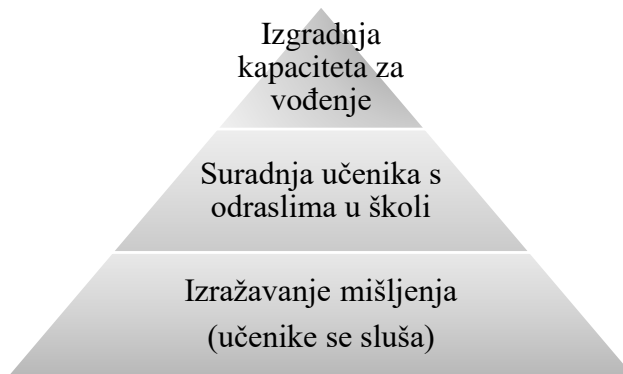 Izgradnja
kapaciteta za
vođenje
Suradnja učenika s
odraslima u školi
Izražavanje mišljenja
(učenike se sluša)